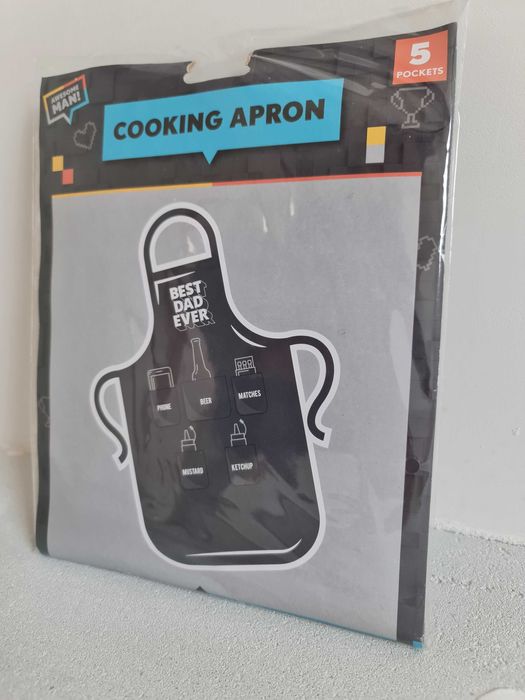 AWESOME
MAN!
5
POCKETS
COOKING APRON
BEST
DAD
EVER
PHONE
BEER
MATCHES
MUSTARD
KETCHUP